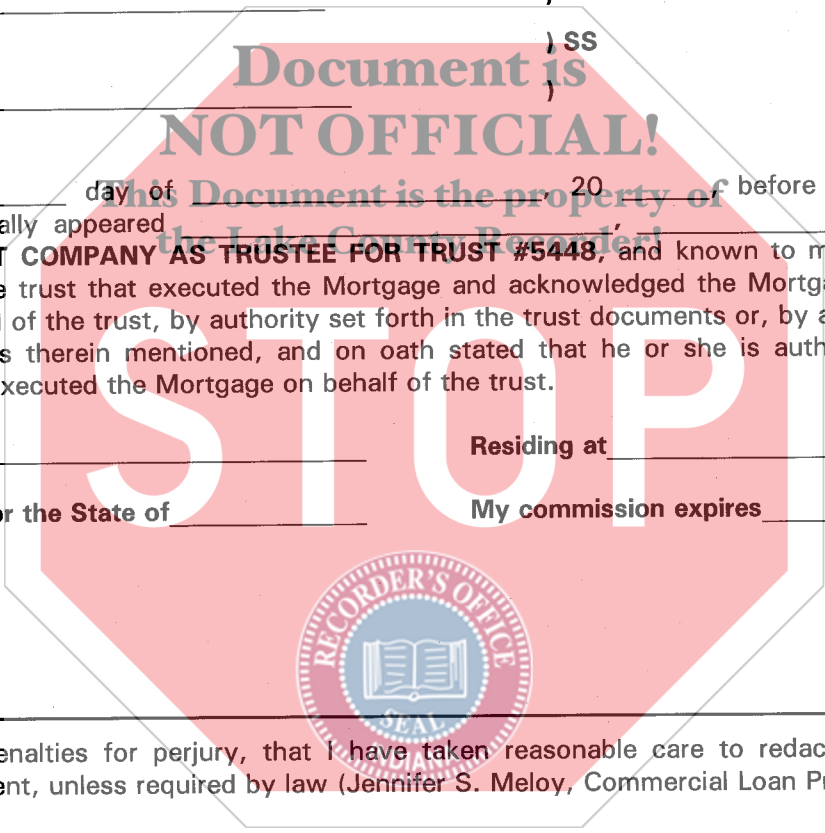 ) SS
)
Document is
NOT OFFICIAL!
This Document is the property of
the Lake County Recorder!
day of , 20 , before
ally appeared ,
T COMPANY AS TRUSTEE FOR TRUST #5448, and known to m
e trust that executed the Mortgage and acknowledged the Mortg
of the trust, by authority set forth in the trust documents or, by
s therein mentioned, and on oath stated that he or she is auth
xecuted the Mortgage on behalf of the trust.
STOP
Residing at
r the State of My commission expires
RECORDER'S OFFICE
SEAL
INDIANA
enalties for perjury, that I have taken reasonable care to redac
ent, unless required by law (Jennifer S. Meloy, Commercial Loan Pr